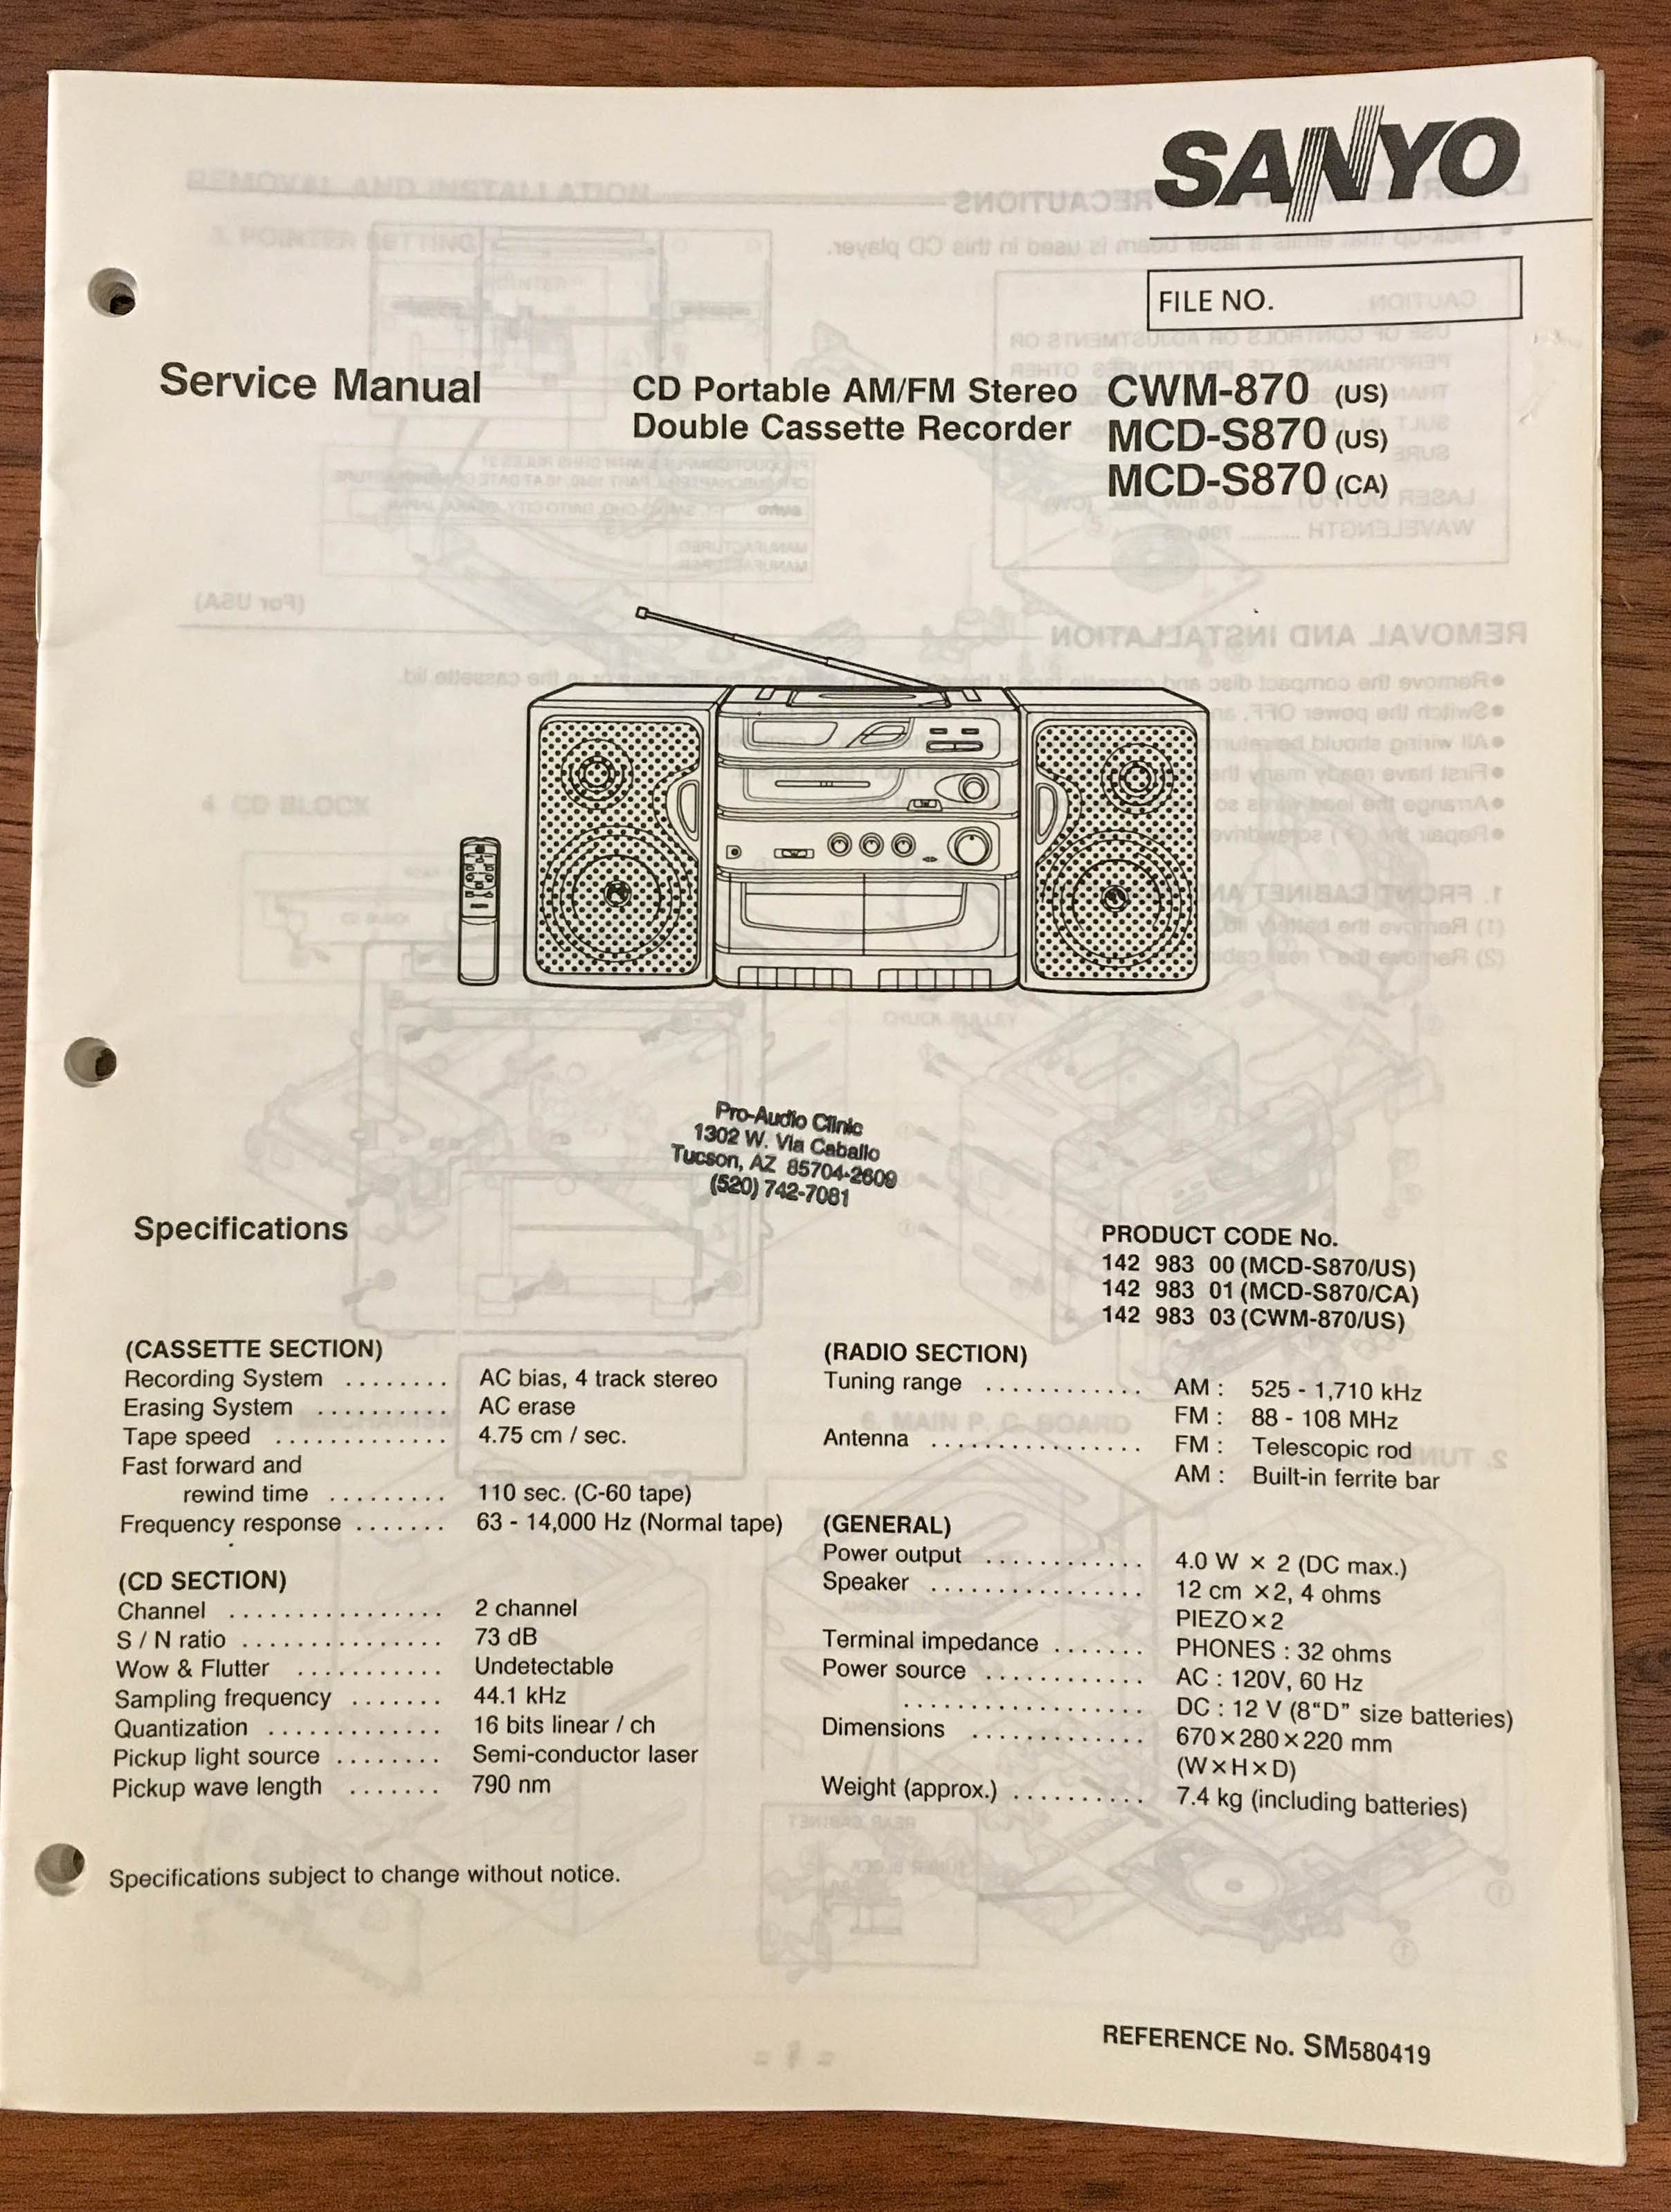 SANYO
FILE NO.
Service Manual
CD Portable AM/FM Stereo
Double Cassette Recorder
CWM-870 (US)
MCD-S870 (US)
MCD-S870 (CA)
Pro-Audio Clinic
1302 W. Via Caballo
Tucson, AZ 85704-2609
(520) 742-7081
Specifications
PRODUCT CODE No.
142 983 00 (MCD-S870/US)
142 983 01 (MCD-S870/CA)
142 983 03 (CWM-870/US)
(CASSETTE SECTION)
Recording System ........ AC bias, 4 track stereo
Erasing System .......... AC erase
Tape speed ............. 4.75 cm / sec.
Fast forward and
rewind time ......... 110 sec. (C-60 tape)
Frequency response ....... 63 - 14,000 Hz (Normal tape)
(CD SECTION)
Channel ................ 2 channel
S / N ratio ............... 73 dB
Wow & Flutter ........... Undetectable
Sampling frequency ....... 44.1 kHz
Quantization ............. 16 bits linear / ch
Pickup light source ........ Semi-conductor laser
Pickup wave length ....... 790 nm
(RADIO SECTION)
Tuning range ............ AM : 525 - 1,710 kHz
FM : 88 - 108 MHz
Antenna ................ FM : Telescopic rod
AM : Built-in ferrite bar
(GENERAL)
Power output ............ 4.0 W × 2 (DC max.)
Speaker ................ 12 cm ×2, 4 ohms
PIEZO×2
Terminal impedance ....... PHONES : 32 ohms
Power source ............ AC : 120V, 60 Hz
.................. DC : 12 V (8“D” size batteries)
Dimensions ............. 670×280×220 mm
(W×H×D)
Weight (approx.) .......... 7.4 kg (including batteries)
Specifications subject to change without notice.
REFERENCE No. SM580419